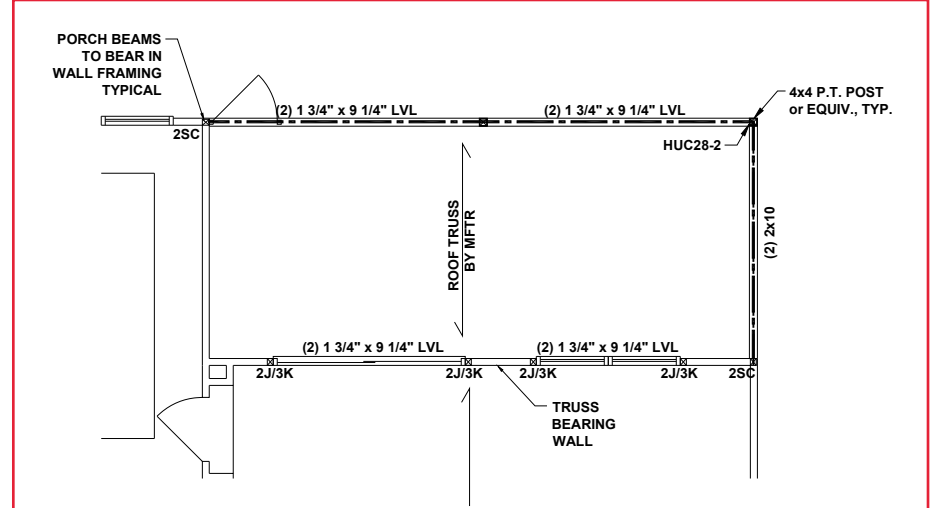 PORCH BEAMS
TO BEAR IN
WALL FRAMING
TYPICAL
(2) 1 3/4" x 9 1/4" LVL
(2) 1 3/4" x 9 1/4" LVL
4x4 P.T. POST
or EQUIV., TYP.
2SC
HUC28-2
ROOF TRUSS
BY MFTR
(2) 2x10
(2) 1 3/4" x 9 1/4" LVL
(2) 1 3/4" x 9 1/4" LVL
2J/3K
2J/3K
2J/3K
2J/3K
2SC
TRUSS
BEARING
WALL